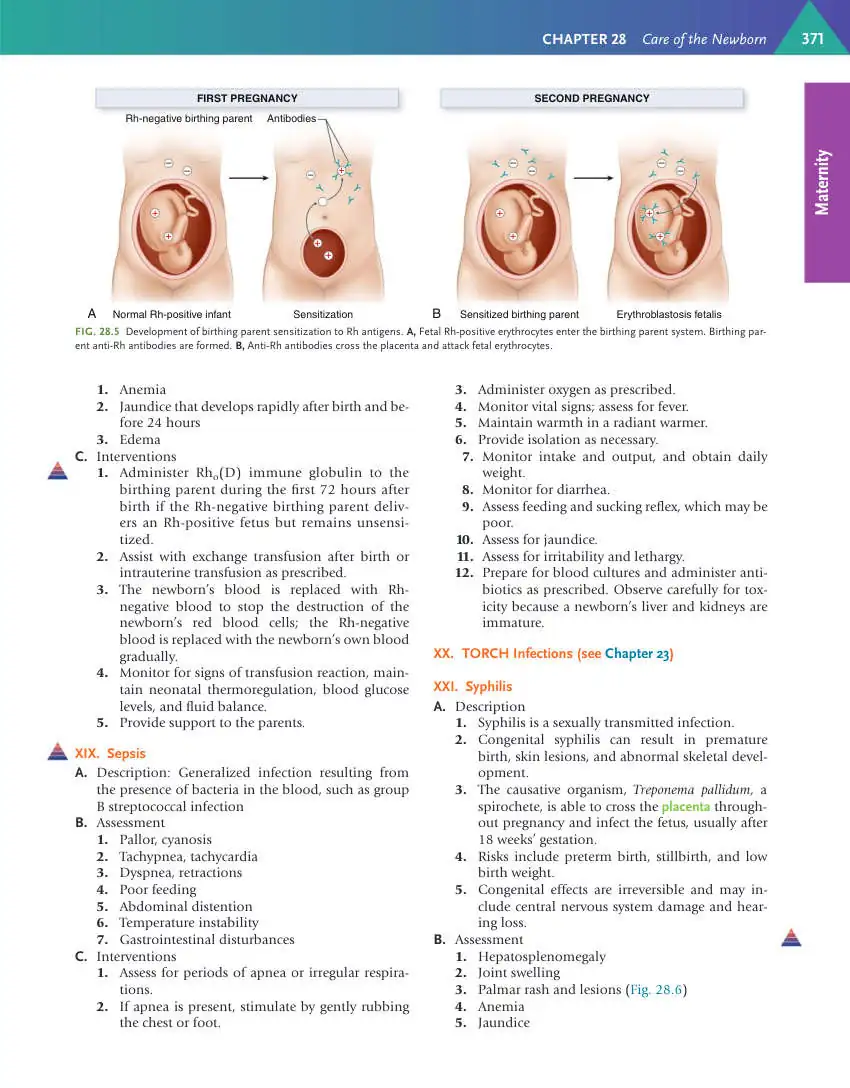 CHAPTER 28 Care of the Newborn 371
Maternity
FIRST PREGNANCY
Rh-negative birthing parent Antibodies
A Normal Rh-positive infant Sensitization
SECOND PREGNANCY
B Sensitized birthing parent Erythroblastosis fetalis
FIG. 28.5 Development of birthing parent sensitization to Rh antigens. A, Fetal Rh-positive erythrocytes enter the birthing parent system. Birthing par-
ent anti-Rh antibodies are formed. B, Anti-Rh antibodies cross the placenta and attack fetal erythrocytes.
1. Anemia
2. Jaundice that develops rapidly after birth and be-
fore 24 hours
3. Edema
C. Interventions
1. Administer Rho(D) immune globulin to the
birthing parent during the first 72 hours after
birth if the Rh-negative birthing parent deliv-
ers an Rh-positive fetus but remains unsensi-
tized.
2. Assist with exchange transfusion after birth or
intrauterine transfusion as prescribed.
3. The newborn's blood is replaced with Rh-
negative blood to stop the destruction of the
newborn's red blood cells; the Rh-negative
blood is replaced with the newborn's own blood
gradually.
4. Monitor for signs of transfusion reaction, main-
tain neonatal thermoregulation, blood glucose
levels, and fluid balance.
5. Provide support to the parents.
XIX. Sepsis
A. Description: Generalized infection resulting from
the presence of bacteria in the blood, such as group
B streptococcal infection
B. Assessment
1. Pallor, cyanosis
2. Tachypnea, tachycardia
3. Dyspnea, retractions
4. Poor feeding
5. Abdominal distention
6. Temperature instability
7. Gastrointestinal disturbances
C. Interventions
1. Assess for periods of apnea or irregular respira-
tions.
2. If apnea is present, stimulate by gently rubbing
the chest or foot.
3. Administer oxygen as prescribed.
4. Monitor vital signs; assess for fever.
5. Maintain warmth in a radiant warmer.
6. Provide isolation as necessary.
7. Monitor intake and output, and obtain daily
weight.
8. Monitor for diarrhea.
9. Assess feeding and sucking reflex, which may be
poor.
10. Assess for jaundice.
11. Assess for irritability and lethargy.
12. Prepare for blood cultures and administer anti-
biotics as prescribed. Observe carefully for tox-
icity because a newborn's liver and kidneys are
immature.
XX. TORCH Infections (see Chapter 23)
XXI. Syphilis
A. Description
1. Syphilis is a sexually transmitted infection.
2. Congenital syphilis can result in premature
birth, skin lesions, and abnormal skeletal devel-
opment.
3. The causative organism, Treponema pallidum, a
spirochete, is able to cross the placenta through-
out pregnancy and infect the fetus, usually after
18 weeks' gestation.
4. Risks include preterm birth, stillbirth, and low
birth weight.
5. Congenital effects are irreversible and may in-
clude central nervous system damage and hear-
ing loss.
B. Assessment
1. Hepatosplenomegaly
2. Joint swelling
3. Palmar rash and lesions (Fig. 28.6)
4. Anemia
5. Jaundice